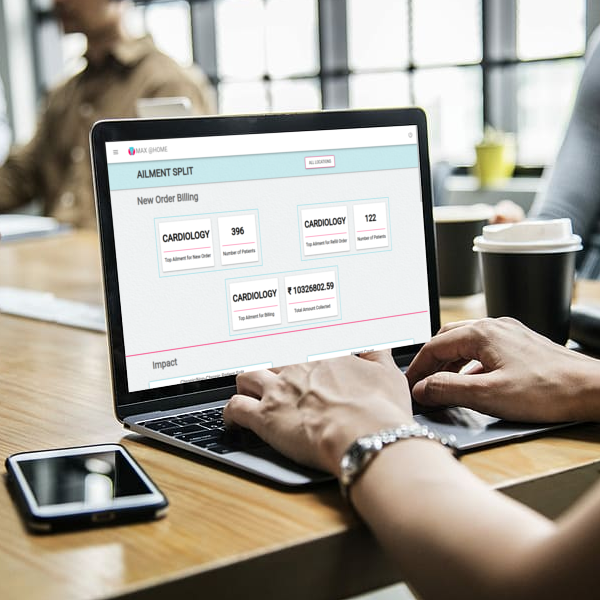 MAX @HOME
AILMENT SPLIT
ALL LOCATIONS
New Order Billing
CARDIOLOGY
Top Ailment for New Order
396
Number of Patients
CARDIOLOGY
Top Ailment for Refill Order
122
Number of Patients
CARDIOLOGY
Top Ailment for Billing
₹ 10326802.59
Total Amount Collected
Impact